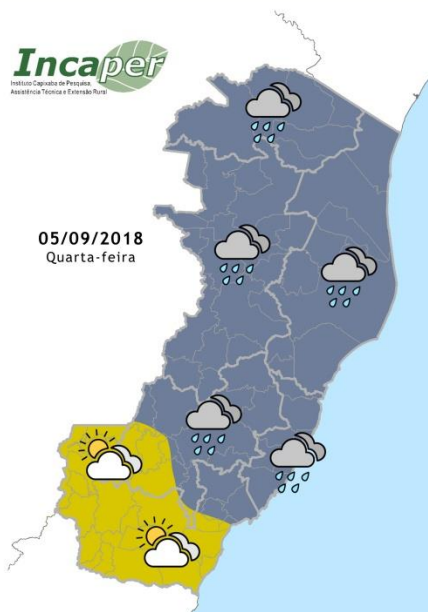 Incaper
Instituto Capixaba de Pesquisa,
Assistência Técnica e Extensão Rural
05/09/2018
Quarta-feira